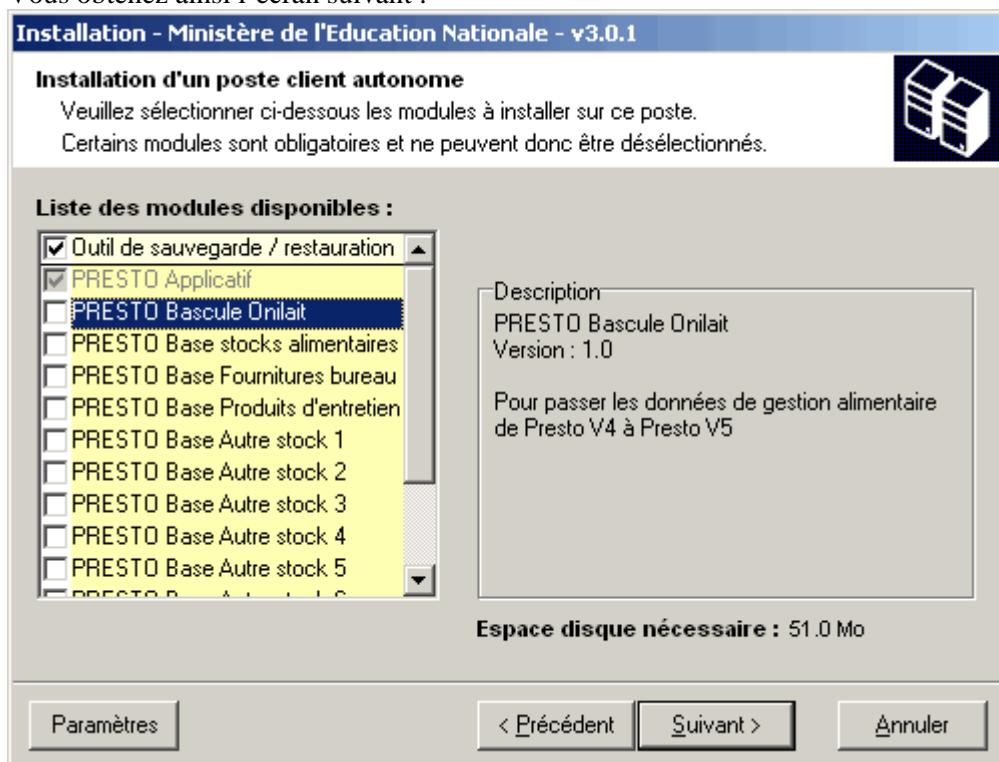 Vous obtenez ainsi l'écran suivant :
Installation - Ministère de l'Education Nationale - v3.0.1
Installation d'un poste client autonome
Veuillez sélectionner ci-dessous les modules à installer sur ce poste.
Certains modules sont obligatoires et ne peuvent donc être désélectionnés.
Liste des modules disponibles :
Outil de sauvegarde / restauration
PRESTO Applicatif
PRESTO Bascule Onilait
PRESTO Base stocks alimentaires
PRESTO Base Fournitures bureau
PRESTO Base Produits d'entretien
PRESTO Base Autre stock 1
PRESTO Base Autre stock 2
PRESTO Base Autre stock 3
PRESTO Base Autre stock 4
PRESTO Base Autre stock 5
Description
PRESTO Bascule Onilait
Version : 1.0
Pour passer les données de gestion alimentaire
de Presto V4 à Presto V5
Espace disque nécessaire : 51.0 Mo
Paramètres
< Précédent
Suivant >
Annuler